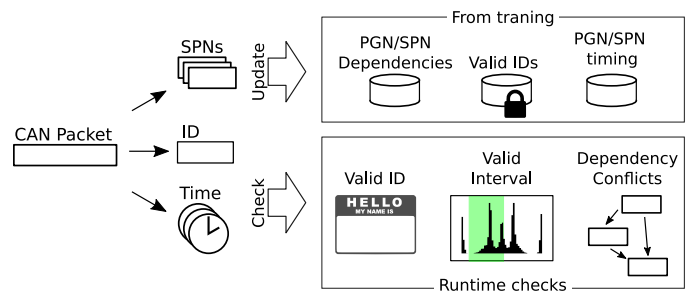 From traning
SPNs
Update
PGN/SPN
Dependencies
Valid IDs
PGN/SPN
timing
CAN Packet
ID
Time
Check
Valid ID
HELLO
MY NAME IS
Valid
Interval
Dependency
Conflicts
Runtime checks